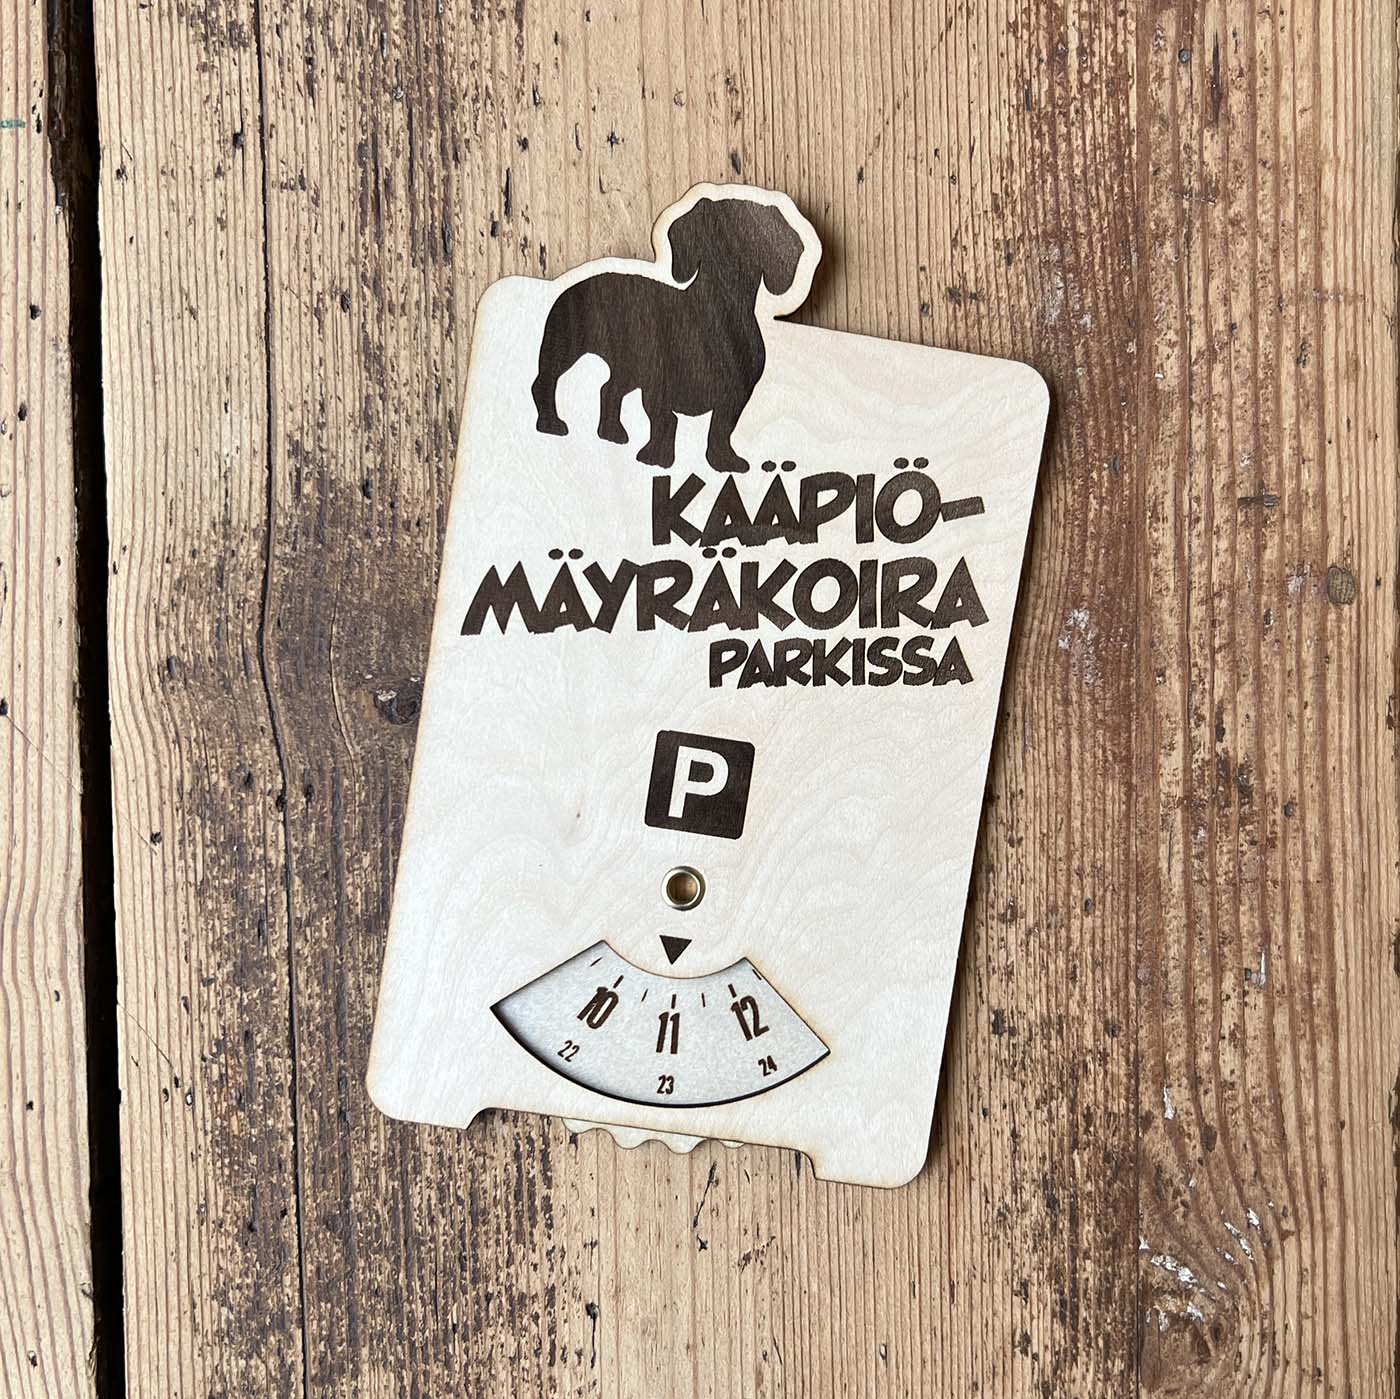 KÄÄPIÖ-
MÄYRÄKOIRA
PARKISSA
P
10 11 12
22 23 24